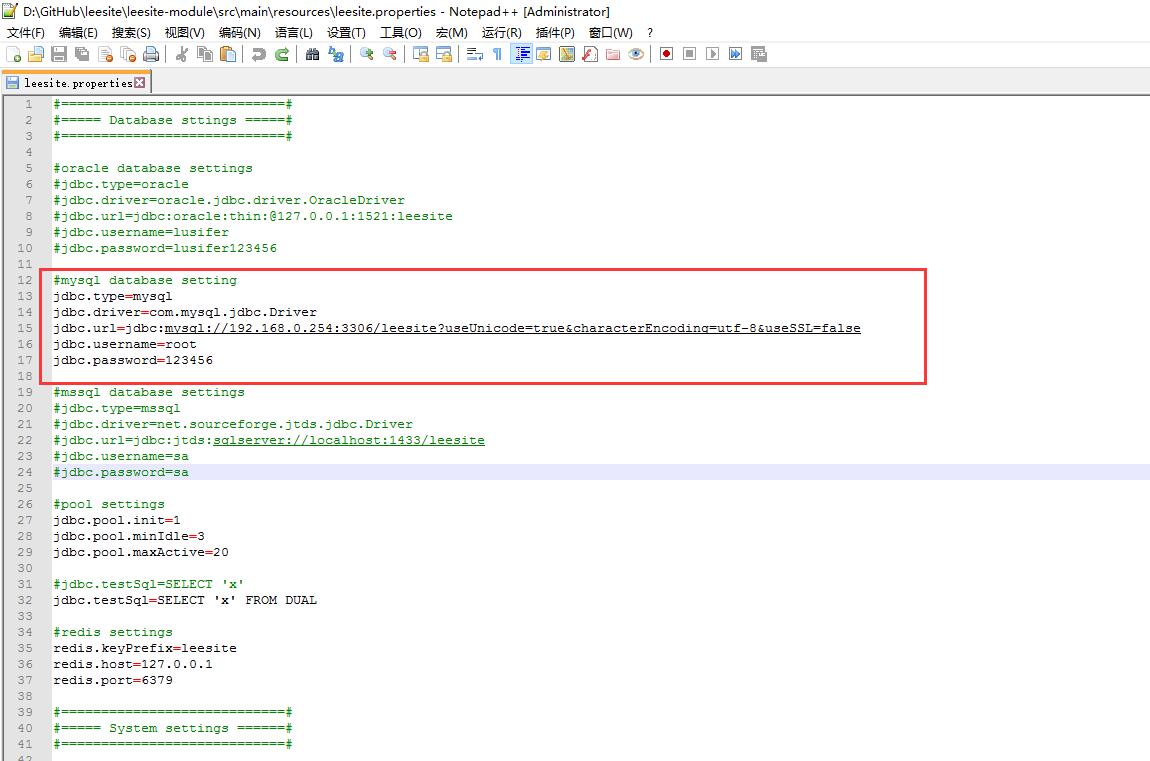 D:\GitHub\leesite\leesite-module\src\main\resources\leesite.properties - Notepad++ [Administrator]
文件(F) 编辑(E) 搜索(S) 视图(V) 编码(N) 语言(L) 设置(T) 工具(O) 宏(M) 运行(R) 插件(P) 窗口(W) ?
leesite.properties
1 #============================#
2 #===== Database sttings =====#
3 #============================#
4
5 #oracle database settings
6 #jdbc.type=oracle
7 #jdbc.driver=oracle.jdbc.driver.OracleDriver
8 #jdbc.url=jdbc:oracle:thin:@127.0.0.1:1521:leesite
9 #jdbc.username=lusifer
10 #jdbc.password=lusifer123456
11
12 #mysql database setting
13 jdbc.type=mysql
14 jdbc.driver=com.mysql.jdbc.Driver
15 jdbc.url=jdbc:mysql://192.168.0.254:3306/leesite?useUnicode=true&characterEncoding=utf-8&useSSL=false
16 jdbc.username=root
17 jdbc.password=123456
18
19 #mssql database settings
20 #jdbc.type=mssql
21 #jdbc.driver=net.sourceforge.jtds.jdbc.Driver
22 #jdbc.url=jdbc:jtds:sqlserver://localhost:1433/leesite
23 #jdbc.username=sa
24 #jdbc.password=sa
25
26 #pool settings
27 jdbc.pool.init=1
28 jdbc.pool.minIdle=3
29 jdbc.pool.maxActive=20
30
31 #jdbc.testSql=SELECT 'x'
32 jdbc.testSql=SELECT 'x' FROM DUAL
33
34 #redis settings
35 redis.keyPrefix=leesite
36 redis.host=127.0.0.1
37 redis.port=6379
38
39 #============================#
40 #===== System settings ======#
41 #============================#
42